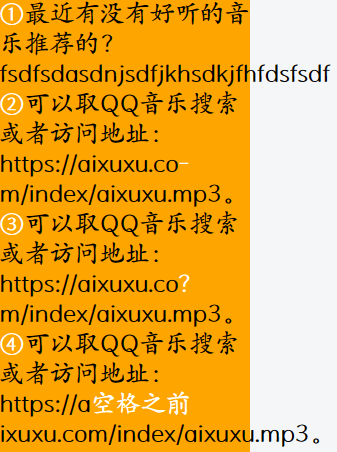 ①最近有没有好听的音
乐推荐的？
fsdfsdasdnjsdfjkhsdkjfhfdsfsdf
②可以取QQ音乐搜索
或者访问地址：
https://aixuxu.co-
m/index/aixuxu.mp3。
③可以取QQ音乐搜索
或者访问地址：
https://aixuxu.co?
m/index/aixuxu.mp3。
④可以取QQ音乐搜索
或者访问地址：
https://a空格之前
ixuxu.com/index/aixuxu.mp3。